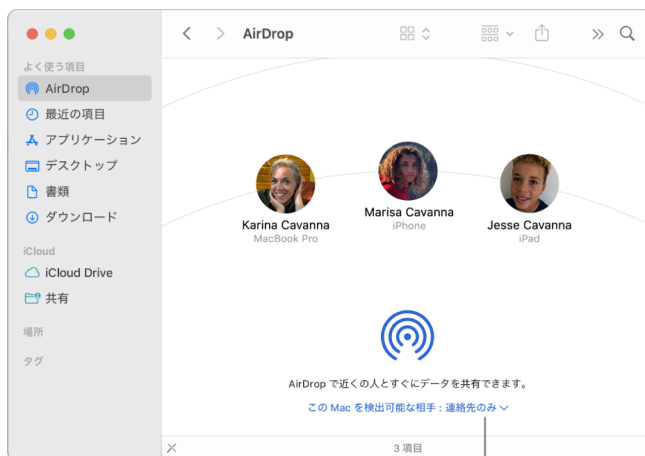 AirDrop
よく使う項目
AirDrop
最近の項目
アプリケーション
デスクトップ
書類
ダウンロード
iCloud
iCloud Drive
共有
場所
タグ
Karina Cavanna
MacBook Pro
Marisa Cavanna
iPhone
Jesse Cavanna
iPad
AirDrop で近くの人とすぐにデータを共有できます。
この Mac を検出可能な相手 : 連絡先のみ
3 項目